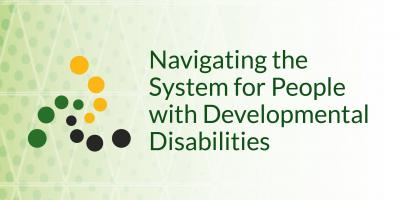 Navigating the
System for People
with Developmental
Disabilities